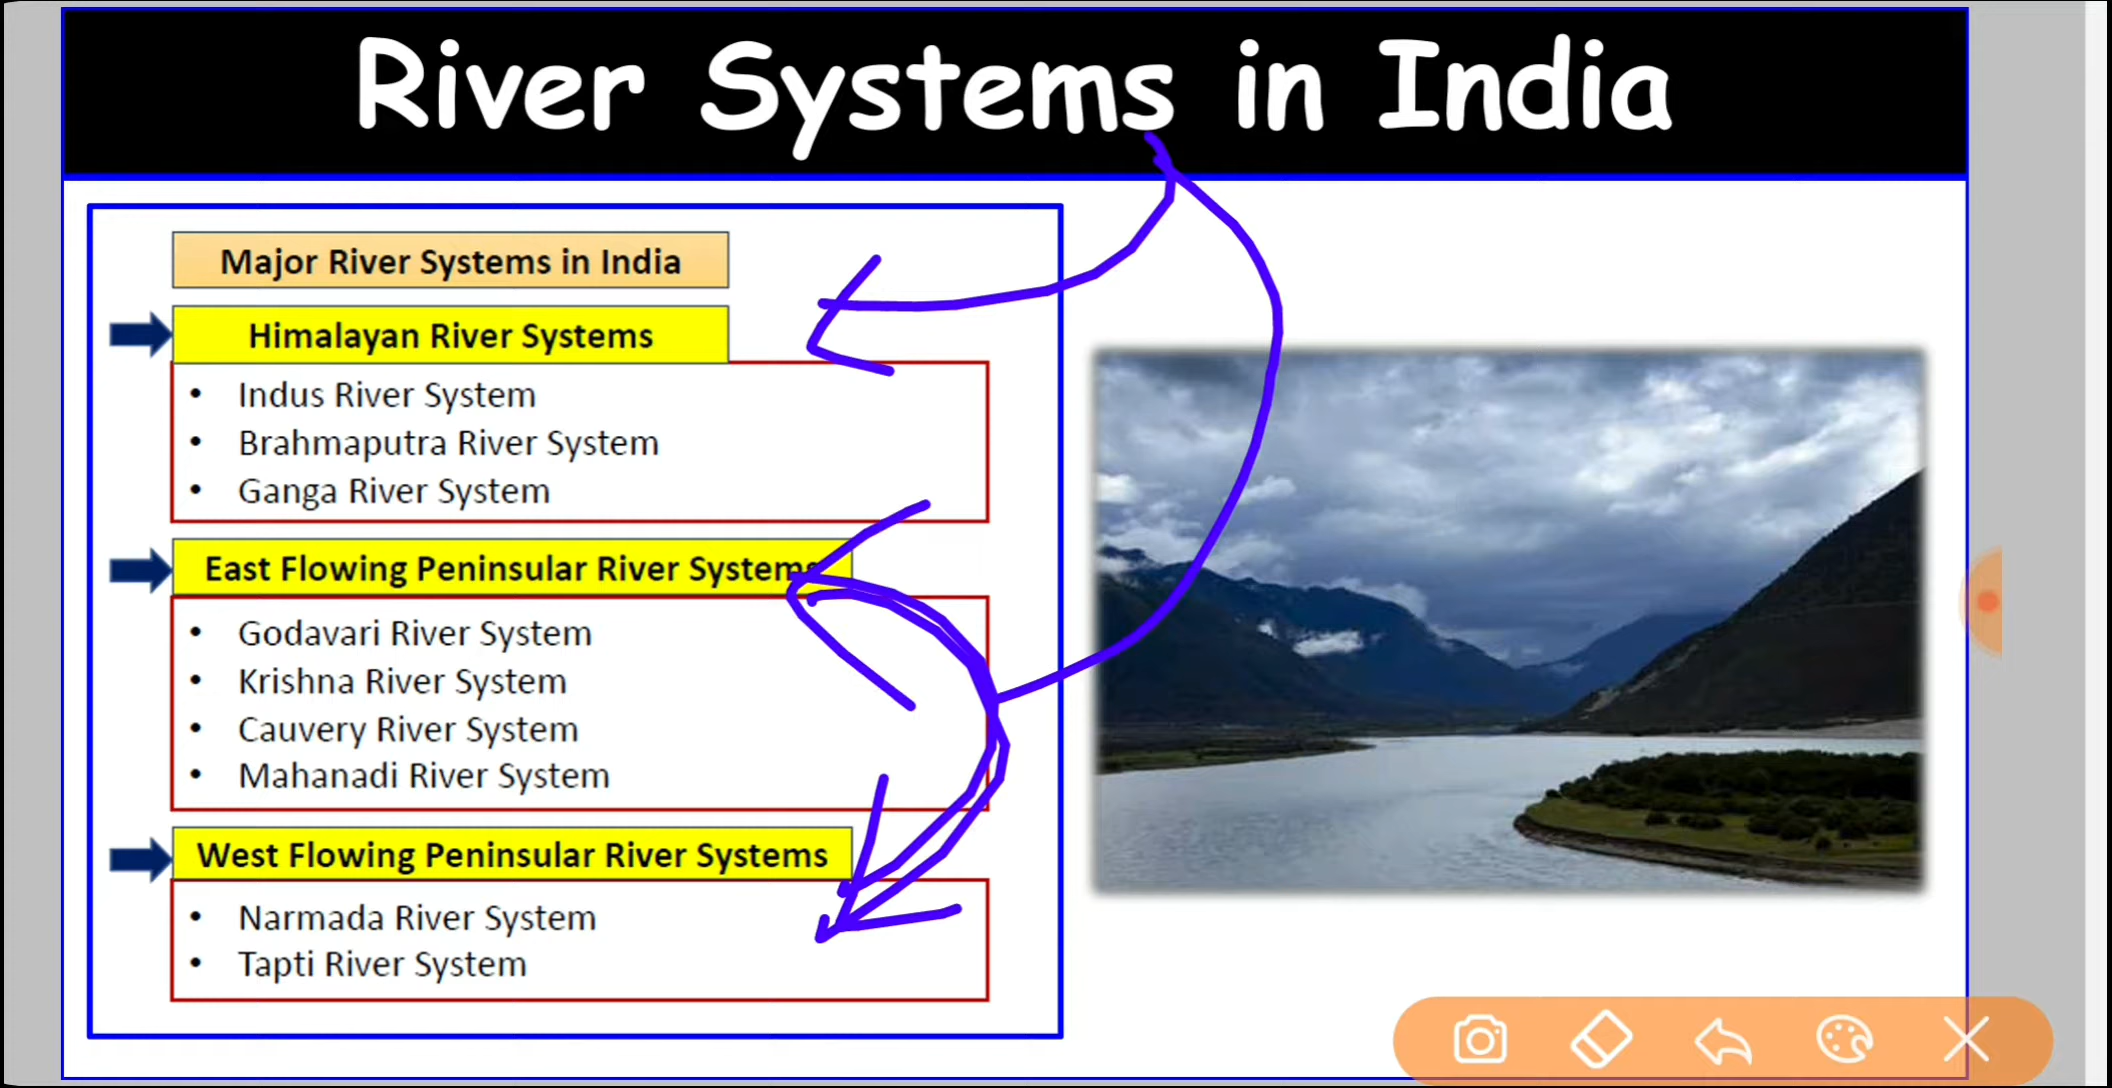 River Systems in India
Major River Systems in India
Himalayan River Systems
• Indus River System
• Brahmaputra River System
• Ganga River System
East Flowing Peninsular River Systems
• Godavari River System
• Krishna River System
• Cauvery River System
• Mahanadi River System
West Flowing Peninsular River Systems
• Narmada River System
• Tapti River System